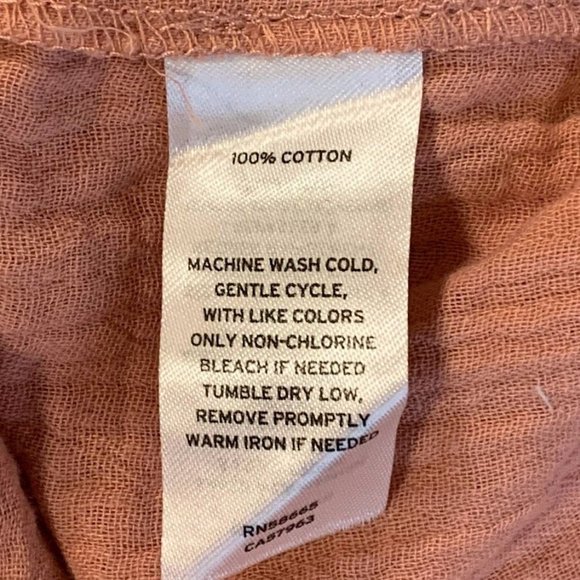 100% COTTON
MACHINE WASH COLD,
GENTLE CYCLE,
WITH LIKE COLORS
ONLY NON-CHLORINE
BLEACH IF NEEDED
TUMBLE DRY LOW,
REMOVE PROMPTLY
WARM IRON IF NEEDED
RN58665
CA57963